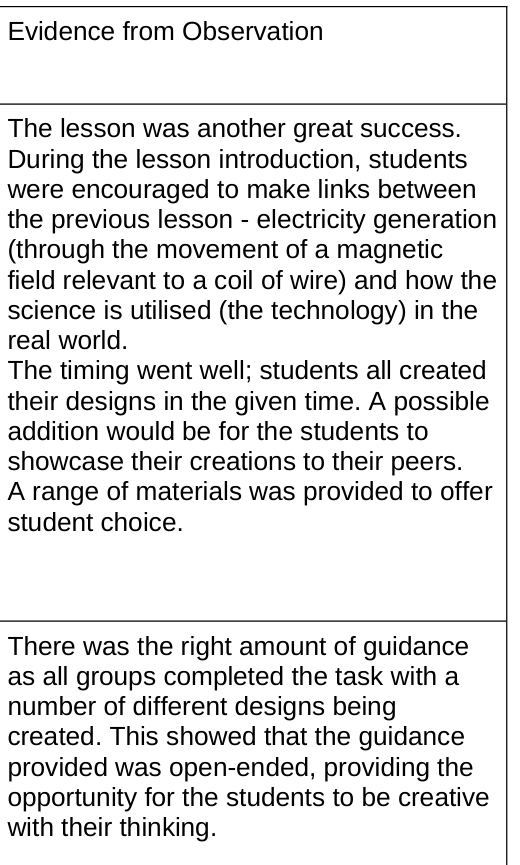 Evidence from Observation
The lesson was another great success.
During the lesson introduction, students
were encouraged to make links between
the previous lesson - electricity generation
(through the movement of a magnetic
field relevant to a coil of wire) and how the
science is utilised (the technology) in the
real world.
The timing went well; students all created
their designs in the given time. A possible
addition would be for the students to
showcase their creations to their peers.
A range of materials was provided to offer
student choice.
There was the right amount of guidance
as all groups completed the task with a
number of different designs being
created. This showed that the guidance
provided was open-ended, providing the
opportunity for the students to be creative
with their thinking.